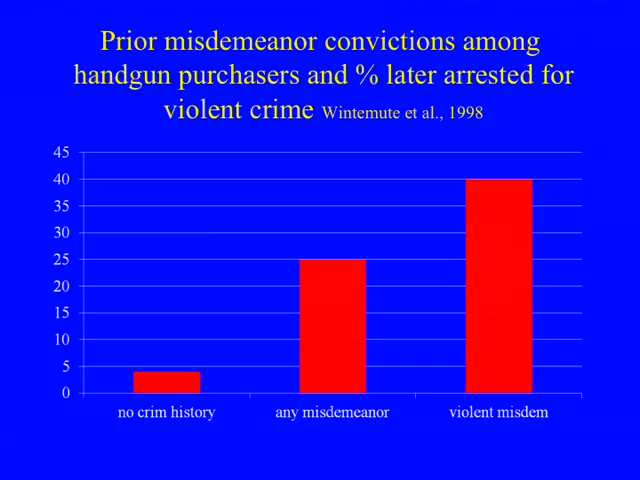 Prior misdemeanor convictions among
handgun purchasers and % later arrested for
violent crime Wintemute et al., 1998
45
40
35
30
25
20
15
10
5
0
no crim history any misdemeanor violent misdem